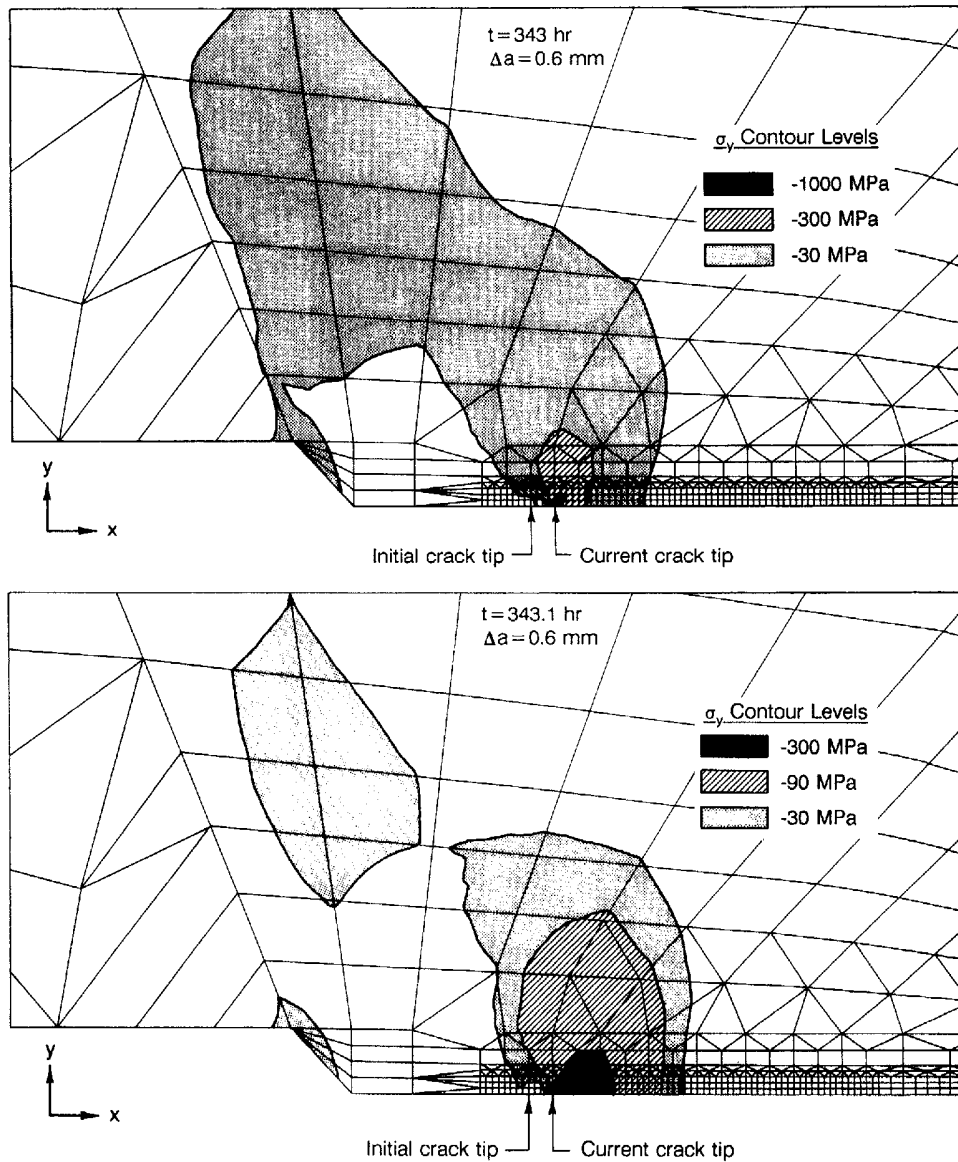 t=343 hr
Δa=0.6 mm
σy Contour Levels
-1000 MPa
-300 MPa
-30 MPa
y
x
Initial crack tip
Current crack tip
t=343.1 hr
Δa=0.6 mm
σy Contour Levels
-300 MPa
-90 MPa
-30 MPa
y
x
Initial crack tip
Current crack tip